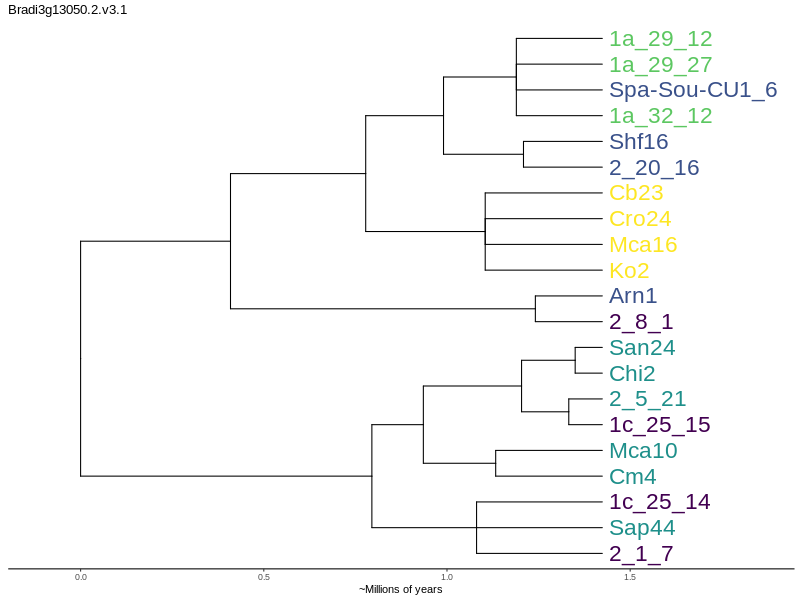 Bradi3g13050.2.v3.1
1a_29_12
1a_29_27
Spa-Sou-CU1_6
1a_32_12
Shf16
2_20_16
Cb23
Cro24
Mca16
Ko2
Arn1
2_8_1
San24
Chi2
2_5_21
1c_25_15
Mca10
Cm4
1c_25_14
Sap44
2_1_7
0.0 0.5 1.0 1.5
~Millions of years